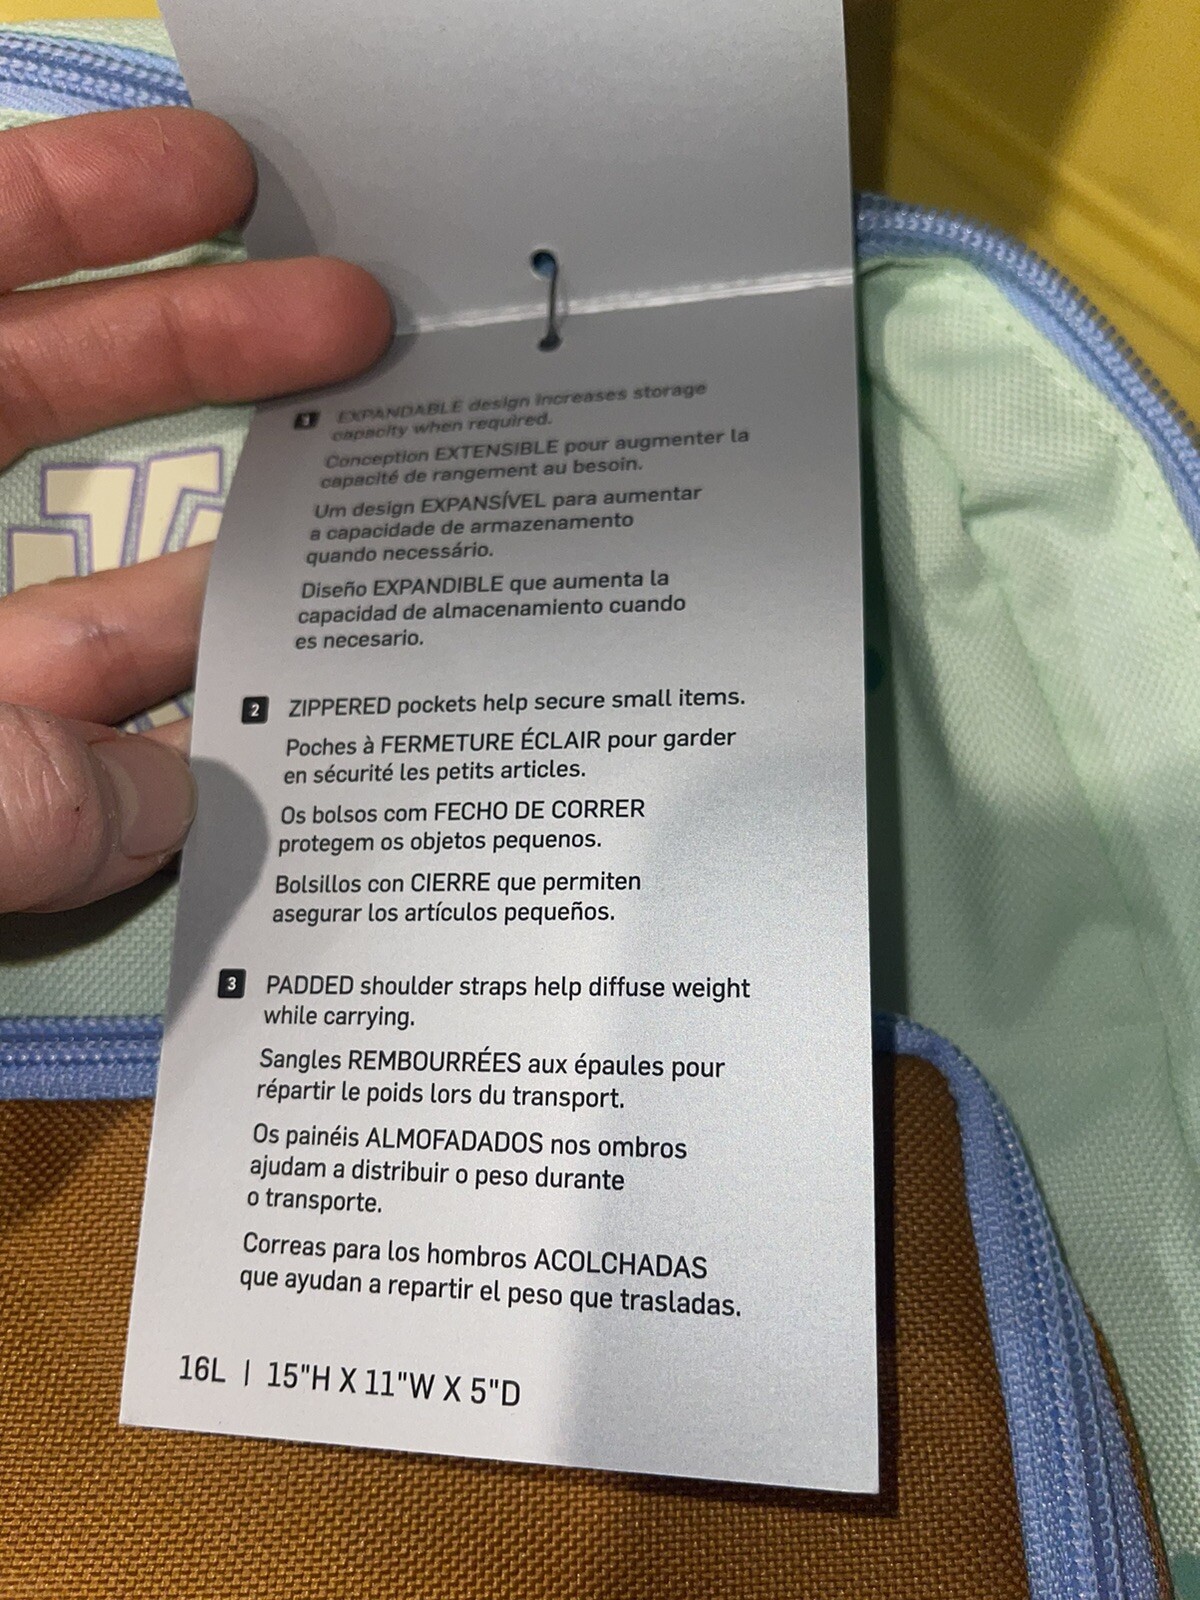 1 EXPANDABLE design increases storage
capacity when required.
Conception EXTENSIBLE pour augmenter la
capacité de rangement au besoin.
Um design EXPANSÍVEL para aumentar
a capacidade de armazenamento
quando necessário.
Diseño EXPANDIBLE que aumenta la
capacidad de almacenamiento cuando
es necesario.
2 ZIPPERED pockets help secure small items.
Poches à FERMETURE ÉCLAIR pour garder
en sécurité les petits articles.
Os bolsos com FECHO DE CORRER
protegem os objetos pequenos.
Bolsillos con CIERRE que permiten
asegurar los artículos pequeños.
3 PADDED shoulder straps help diffuse weight
while carrying.
Sangles REMBOURRÉES aux épaules pour
répartir le poids lors du transport.
Os painéis ALMOFADADOS nos ombros
ajudam a distribuir o peso durante
o transporte.
Correas para los hombros ACOLCHADAS
que ayudan a repartir el peso que trasladas.
16L | 15"H X 11"W X 5"D